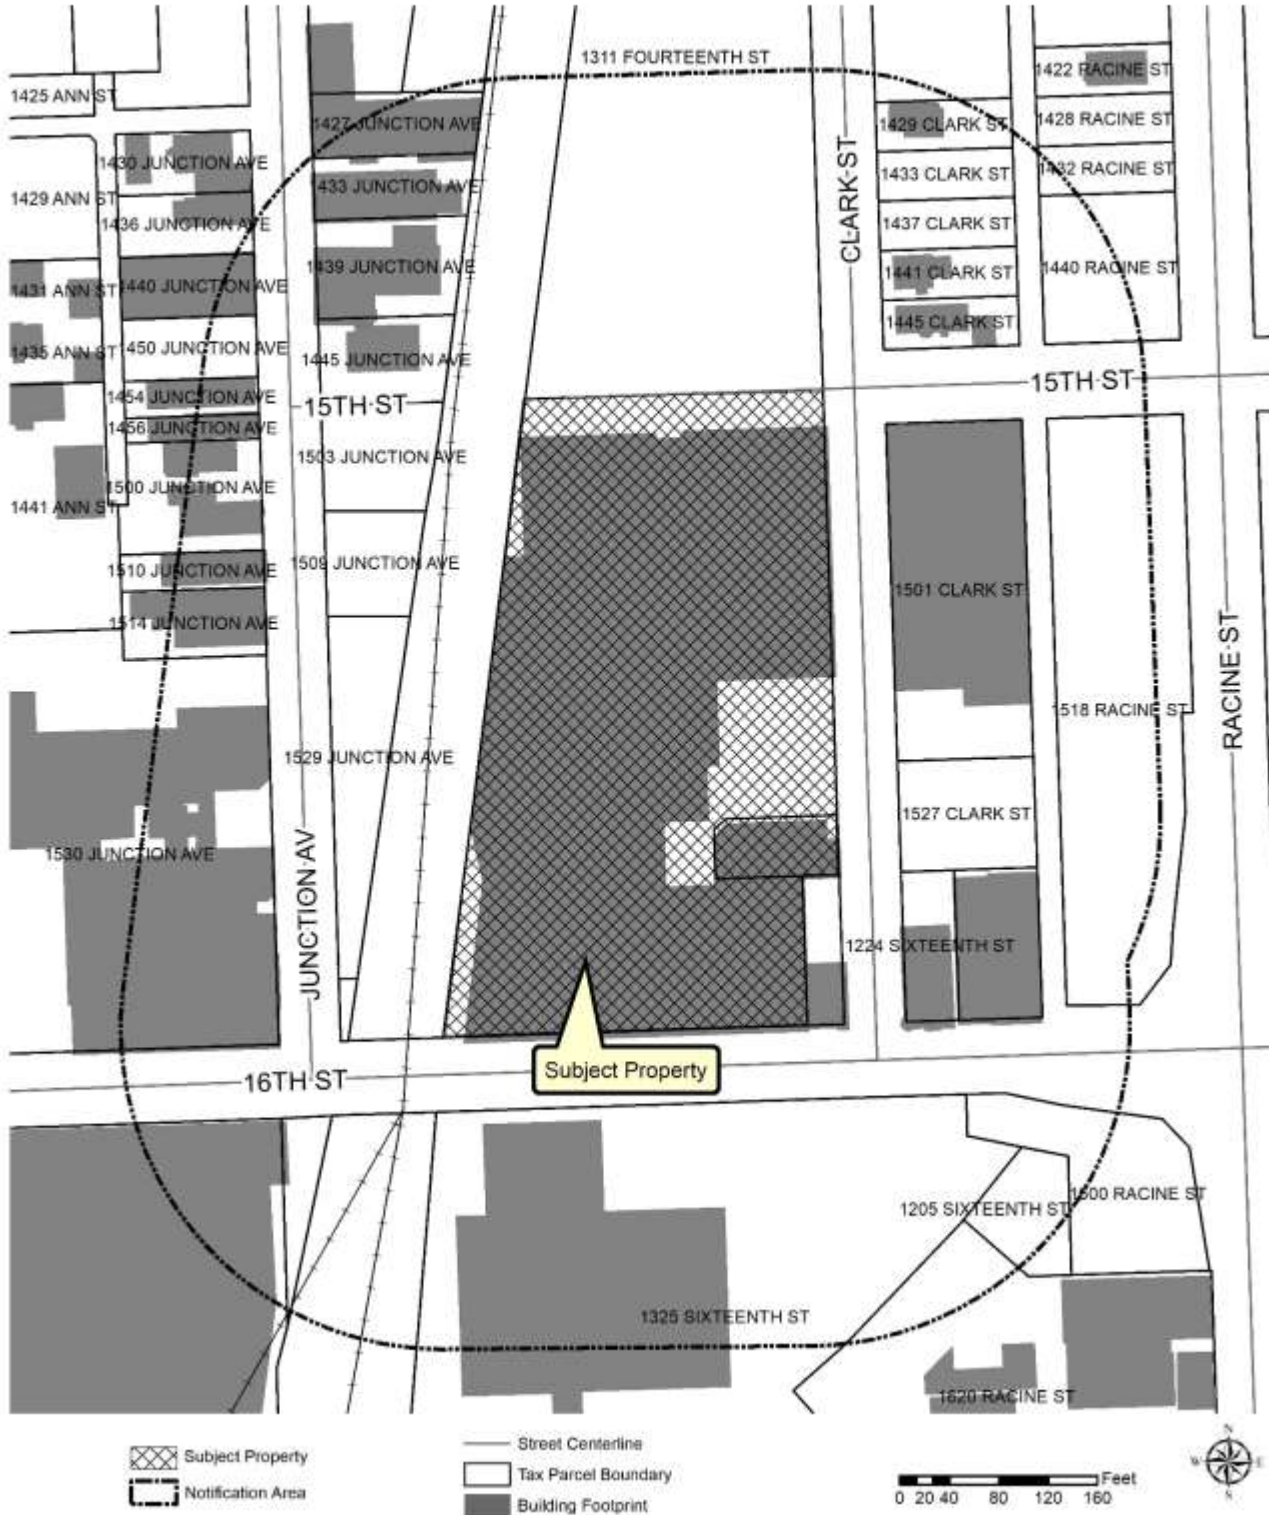 1311 FOURTEENTH ST
1422 RACINE ST
1425 ANN ST
1427 JUNCTION AVE
1429 CLARK ST
1428 RACINE ST
1430 JUNCTION AVE
1433 CLARK ST
1432 RACINE ST
433 JUNCTION AVE
1429 ANN ST
1436 JUNCTION AVE
CLARK ST
1437 CLARK ST
1439 JUNCTION AVE
1441 CLARK ST
1440 RACINE ST
1431 ANN ST
1440 JUNCTION AVE
1445 CLARK ST
1435 ANN ST
1450 JUNCTION AVE
1445 JUNCTION AVE
15TH ST
1454 JUNCTION AVE
15TH ST
1456 JUNCTION AVE
1503 JUNCTION AVE
1500 JUNCTION AVE
1441 ANN ST
1509 JUNCTION AVE
1510 JUNCTION AVE
1501 CLARK ST
1514 JUNCTION AVE
RACINE ST
1518 RACINE ST
1529 JUNCTION AVE
1527 CLARK ST
1530 JUNCTION AVE
JUNCTION AV
1224 SIXTEENTH ST
Subject Property
16TH ST
1600 RACINE ST
1205 SIXTEENTH ST
1325 SIXTEENTH ST
1620 RACINE ST
Subject Property
Notification Area
Street Centerline
Tax Parcel Boundary
Building Footprint
Feet
0 20 40 80 120 160
N
W E
S